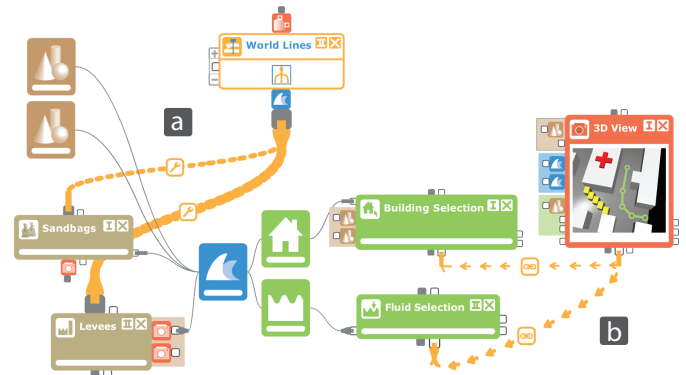 World Lines
a
3D View
Building Selection
Sandbags
Fluid Selection
Levees
b